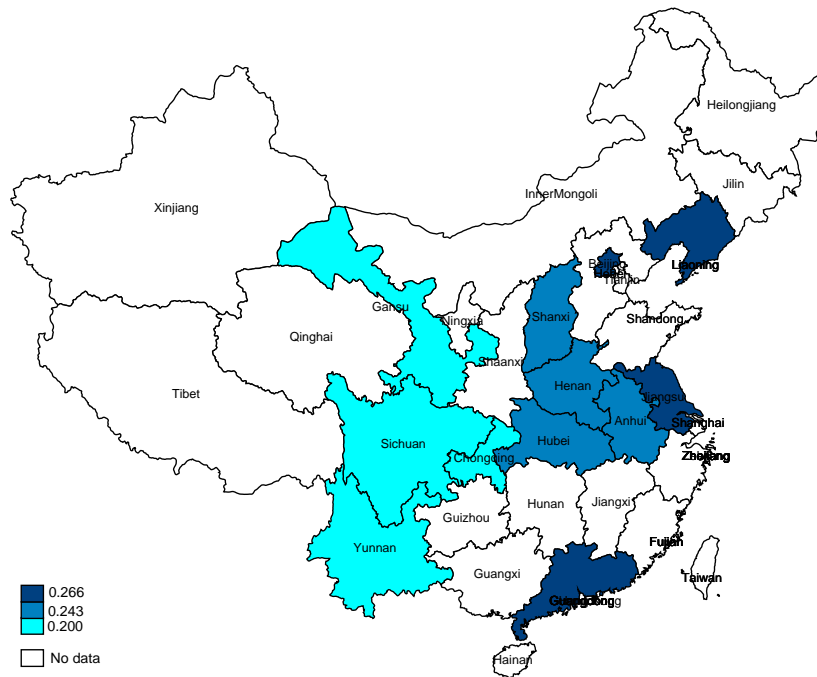 Heilongjiang
Jilin
InnerMongoli
Xinjiang
Liaoning
Beijing
Tianjin
Gansu
Ningxia
Shanxi
Shandong
Qinghai
Shaanxi
Tibet
Henan
Jiangsu
Anhui
Shanghai
Sichuan
Hubei
Chongqing
Zhejiang
Hunan
Jiangxi
Guizhou
Fujian
Yunnan
Guangxi
Taiwan
Guangdong
Hainan
0.266
0.243
0.200
No data